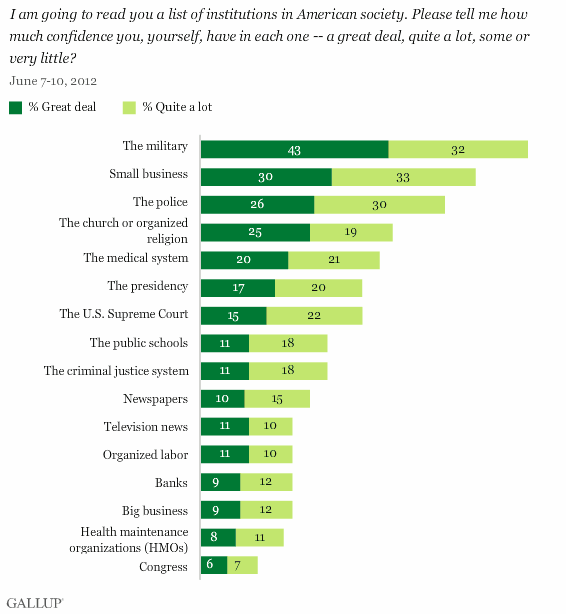 I am going to read you a list of institutions in American society. Please tell me how
much confidence you, yourself, have in each one -- a great deal, quite a lot, some or
very little?
June 7-10, 2012
% Great deal % Quite a lot
The military 43 32
Small business 30 33
The police 26 30
The church or organized
religion 25 19
The medical system 20 21
The presidency 17 20
The U.S. Supreme Court 15 22
The public schools 11 18
The criminal justice system 11 18
Newspapers 10 15
Television news 11 10
Organized labor 11 10
Banks 9 12
Big business 9 12
Health maintenance
organizations (HMOs) 8 11
Congress 6 7
GALLUP